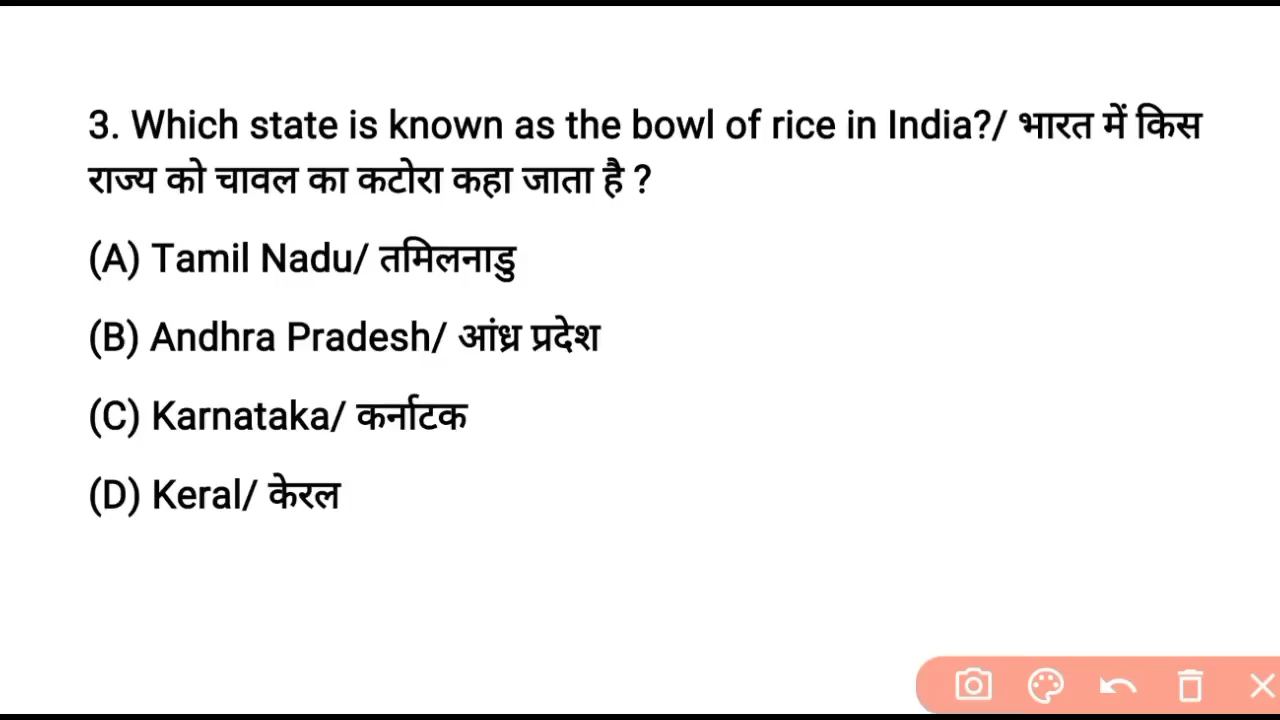 3. Which state is known as the bowl of rice in India?/ भारत में किस
राज्य को चावल का कटोरा कहा जाता है ?
(A) Tamil Nadu/ तमिलनाडु
(B) Andhra Pradesh/ आंध्र प्रदेश
(C) Karnataka/ कर्नाटक
(D) Keral/ केरल